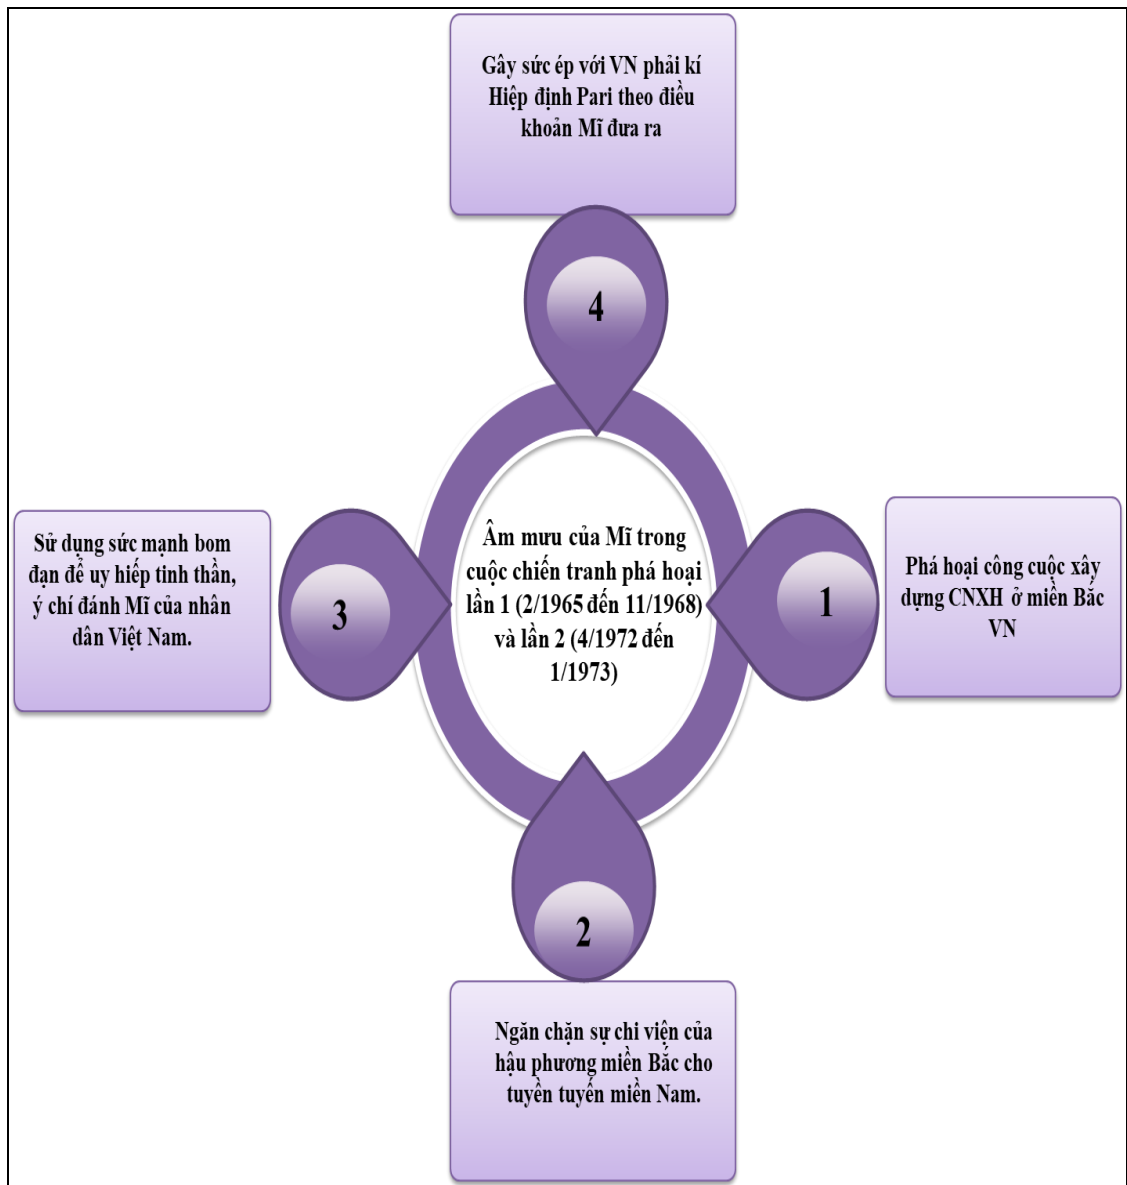 Gây sức ép với VN phải kí
Hiệp định Pari theo điều
khoản Mĩ đưa ra
4
Sử dụng sức mạnh bom
đạn để uy hiếp tinh thần,
ý chí đánh Mĩ của nhân
dân Việt Nam.
3
Âm mưu của Mĩ trong
cuộc chiến tranh phá hoại
lần 1 (2/1965 đến 11/1968)
và lần 2 (4/1972 đến
1/1973)
1
Phá hoại công cuộc xây
dựng CNXH ở miền Bắc
VN
2
Ngăn chặn sự chi viện của
hậu phương miền Bắc cho
tuyền tuyến miền Nam.